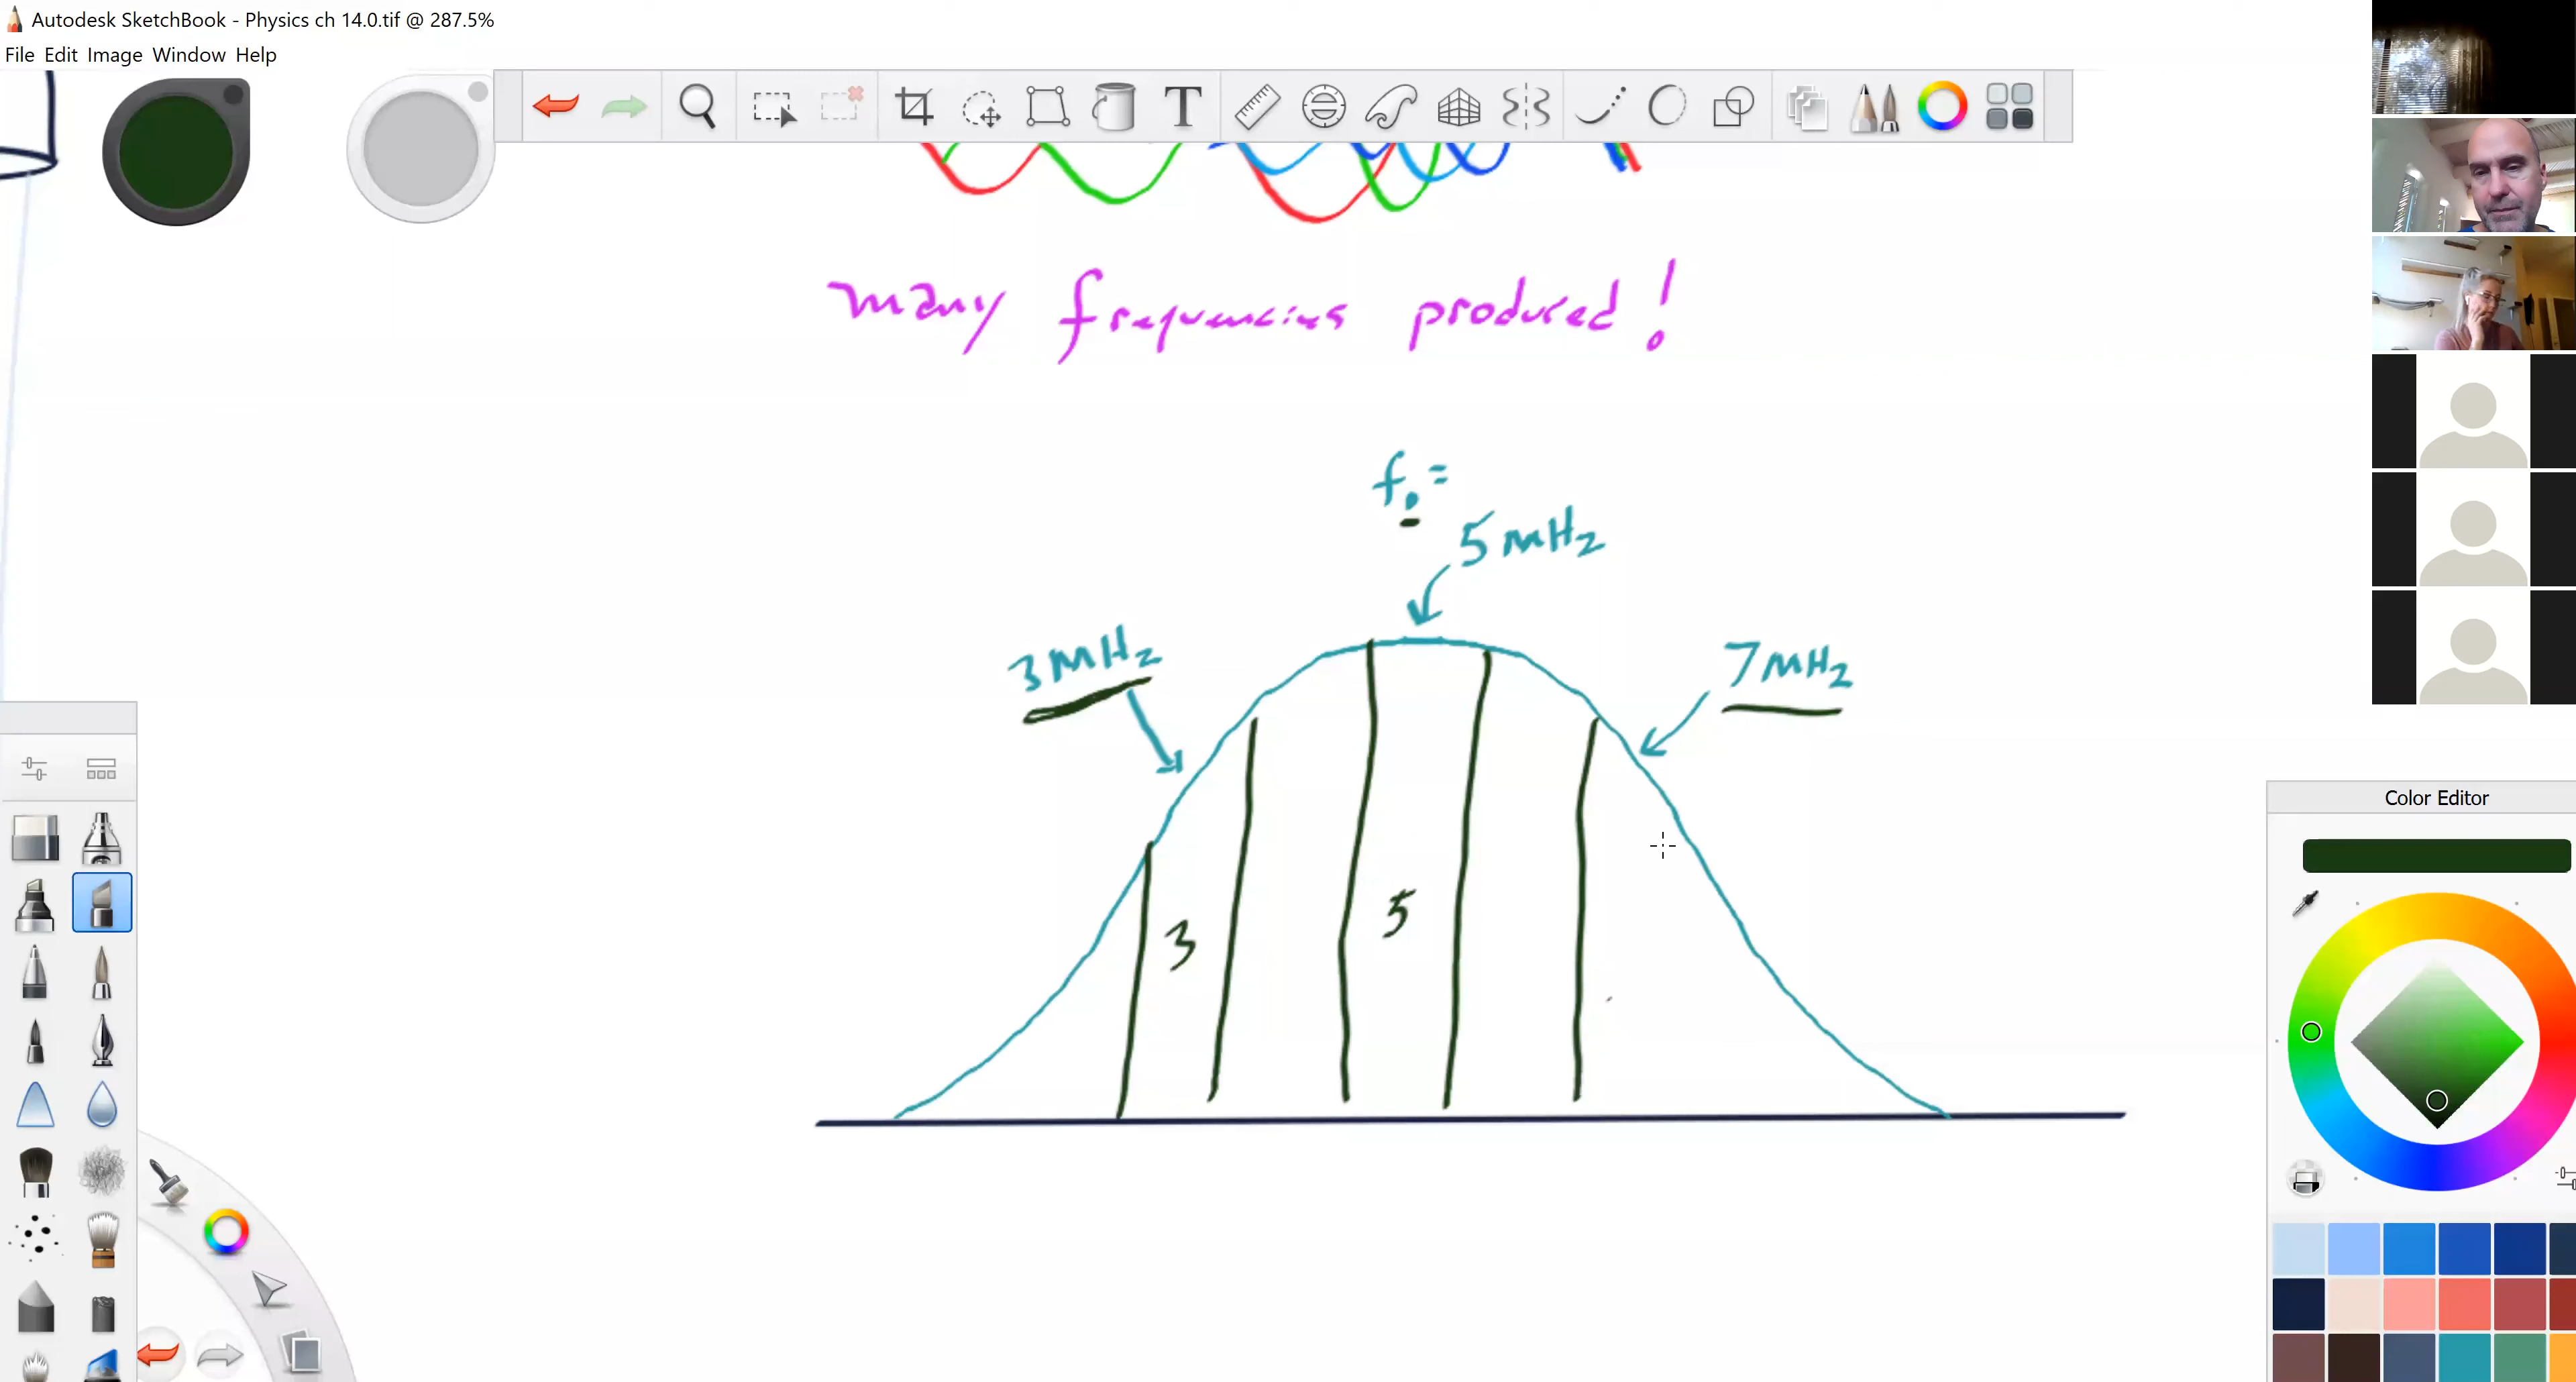 Autodesk SketchBook - Physics ch 14.0.tif @ 287.5%
File Edit Image Window Help
T
many frequencies produced!
f₀ =
5 MHz
3 MHz
7 MHz
5
3
Color Editor